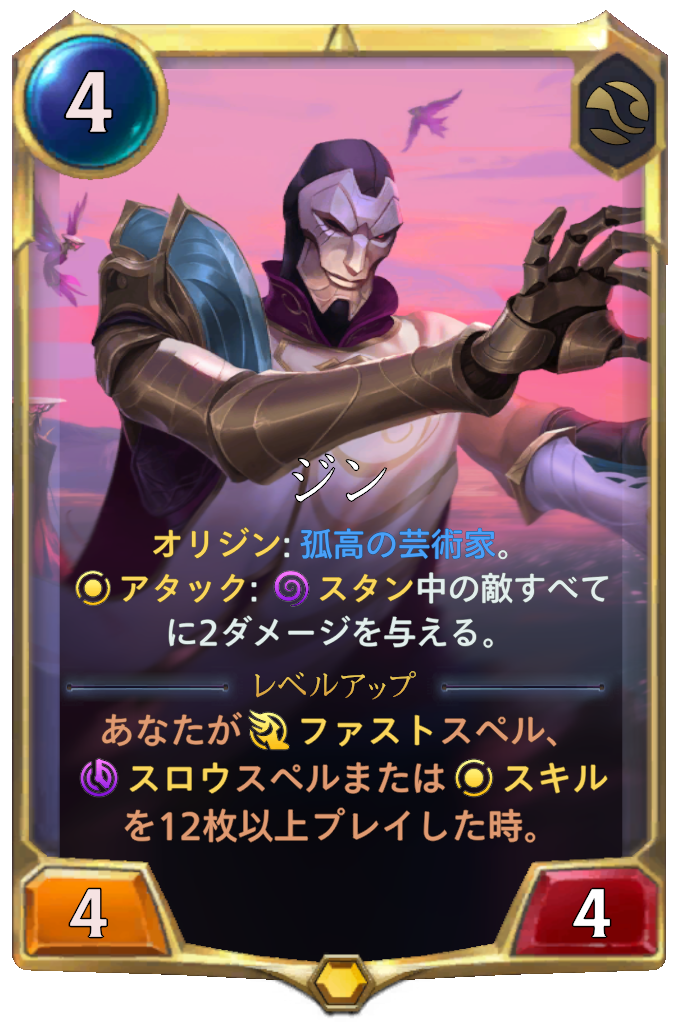 4
ジン
オリジン: 孤高の芸術家。
アタック: スタン中の敵すべて
に2ダメージを与える。
レベルアップ
あなたがファストスペル、
スロウスペルまたはスキル
を12枚以上プレイした時。
4
4